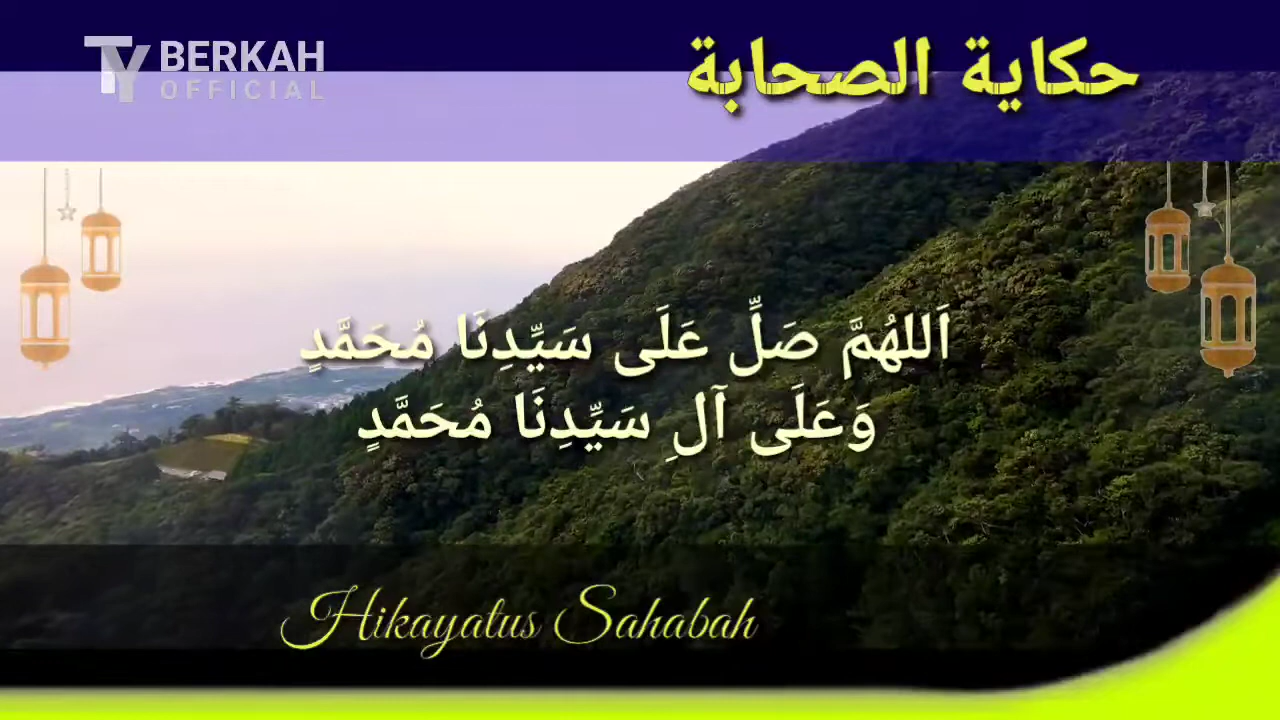 TY BERKAH
OFFICIAL
حكاية الصحابة
اَللهُمَّ صَلِّ عَلَى سَيِّدِنَا مُحَمَّدٍ
وَعَلَى آلِ سَيِّدِنَا مُحَمَّدٍ
Hikayatus Sahabah